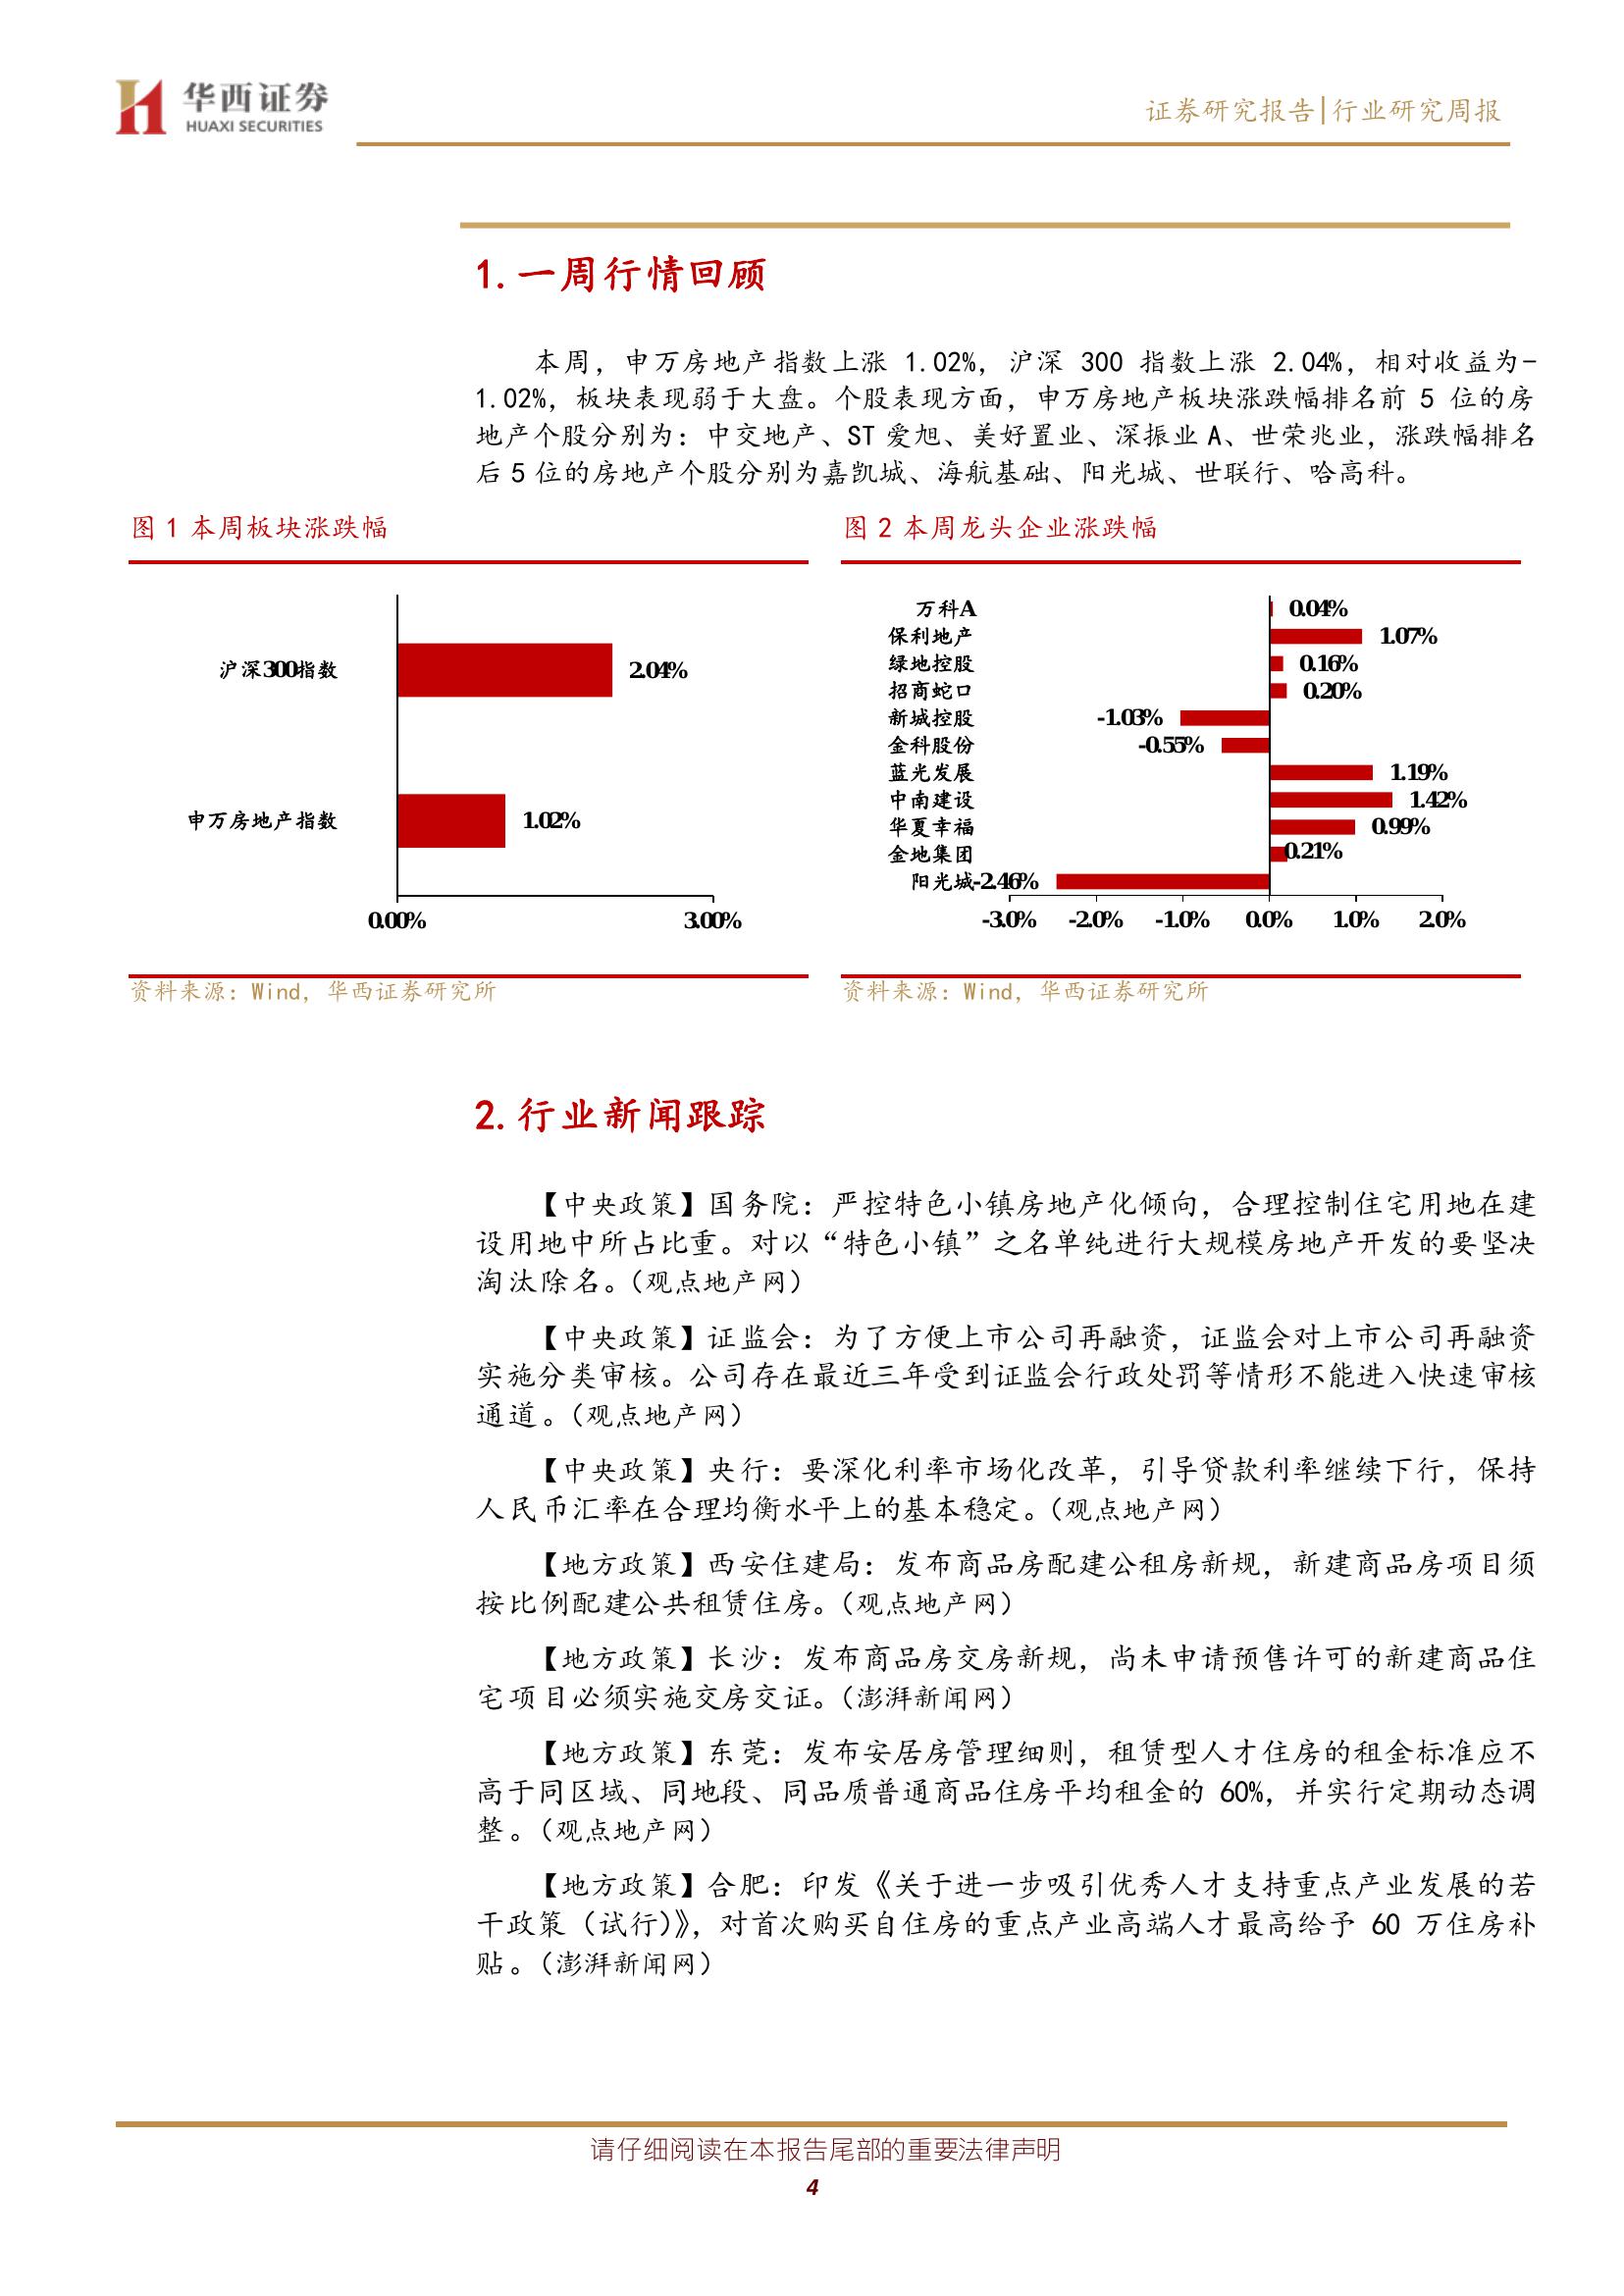 华西证券
HUAXI SECURITIES
证券研究报告|行业研究周报
1.一周行情回顾
本周，申万房地产指数上涨 1.02%，沪深 300 指数上涨 2.04%，相对收益为-
1.02%，板块表现弱于大盘。个股表现方面，申万房地产板块涨跌幅排名前 5 位的房
地产个股分别为：中交地产、ST 爱旭、美好置业、深振业 A、世荣兆业，涨跌幅排名
后 5 位的房地产个股分别为嘉凯城、海航基础、阳光城、世联行、哈高科。
图 1 本周板块涨跌幅
沪深300指数
2.04%
申万房地产指数
1.02%
0.00%
3.00%
资料来源：Wind，华西证券研究所
图 2 本周龙头企业涨跌幅
万科A 0.04%
保利地产 1.07%
绿地控股 0.16%
招商蛇口 0.20%
新城控股 -1.03%
金科股份 -0.55%
蓝光发展 1.19%
中南建设 1.42%
华夏幸福 0.99%
金地集团 0.21%
阳光城 -2.46%
-3.0% -2.0% -1.0% 0.0% 1.0% 2.0%
资料来源：Wind，华西证券研究所
2.行业新闻跟踪
【中央政策】国务院：严控特色小镇房地产化倾向，合理控制住宅用地在建
设用地中所占比重。对以“特色小镇”之名单纯进行大规模房地产开发的要坚决
淘汰除名。（观点地产网）
【中央政策】证监会：为了方便上市公司再融资，证监会对上市公司再融资
实施分类审核。公司存在最近三年受到证监会行政处罚等情形不能进入快速审核
通道。（观点地产网）
【中央政策】央行：要深化利率市场化改革，引导贷款利率继续下行，保持
人民币汇率在合理均衡水平上的基本稳定。（观点地产网）
【地方政策】西安住建局：发布商品房配建公租房新规，新建商品房项目须
按比例配建公共租赁住房。（观点地产网）
【地方政策】长沙：发布商品房交房新规，尚未申请预售许可的新建商品住
宅项目必须实施交房交证。（澎湃新闻网）
【地方政策】东莞：发布安居房管理细则，租赁型人才住房的租金标准应不
高于同区域、同地段、同品质普通商品住房平均租金的 60%，并实行定期动态调
整。（观点地产网）
【地方政策】合肥：印发《关于进一步吸引优秀人才支持重点产业发展的若
干政策（试行）》，对首次购买自住房的重点产业高端人才最高给予 60 万住房补
贴。（澎湃新闻网）
请仔细阅读在本报告尾部的重要法律声明
4